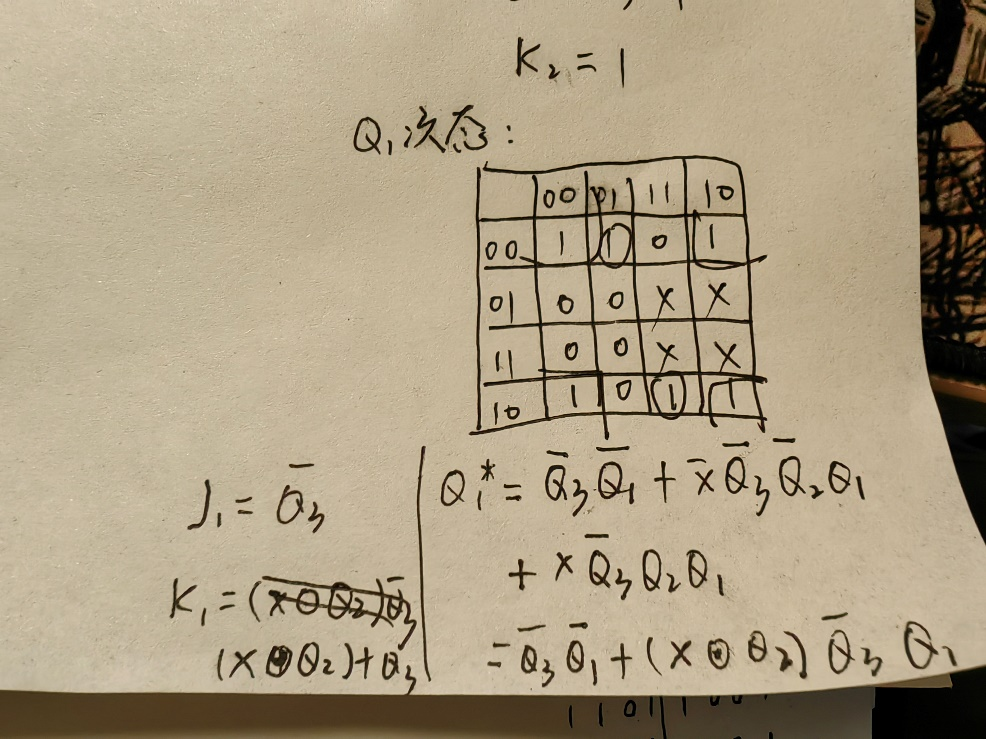 K₂ = 1
Q₁次态：
00 01 11 10
00 1 1 0 1
01 0 0 × ×
11 0 0 × ×
10 1 0 1 1
J₁ = Q̅₃
K₁ = (x⊙Q₂)Q̅₃
(x⊙Q₂)+Q₃
Q₁* = Q̅₃Q̅₁ + x̅Q̅₃Q̅₂Q₁
+ xQ̅₃Q₂Q₁
= Q̅₃Q̅₁ + (x⊙Q₂)Q̅₃Q₁
1101